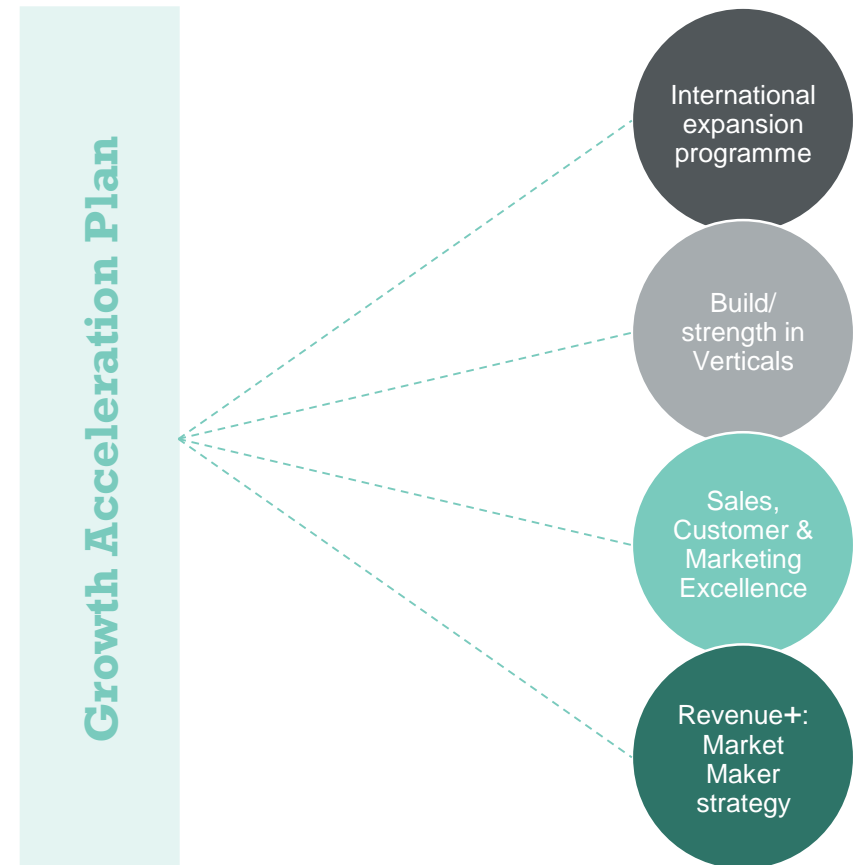 Growth Acceleration Plan
International
expansion
programme
Build/
strength in
Verticals
Sales,
Customer &
Marketing
Excellence
Revenue+:
Market
Maker
strategy